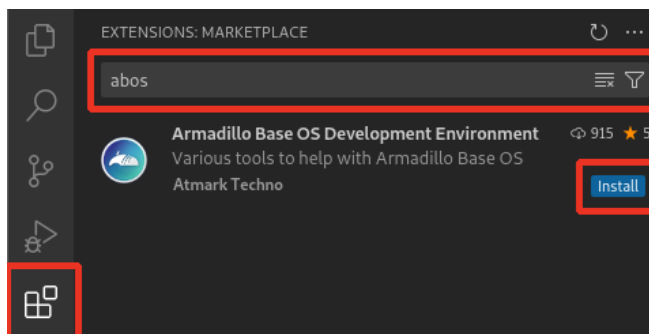 EXTENSIONS: MARKETPLACE
abos
Armadillo Base OS Development Environment 915 ★ 5
Various tools to help with Armadillo Base OS
Atmark Techno Install